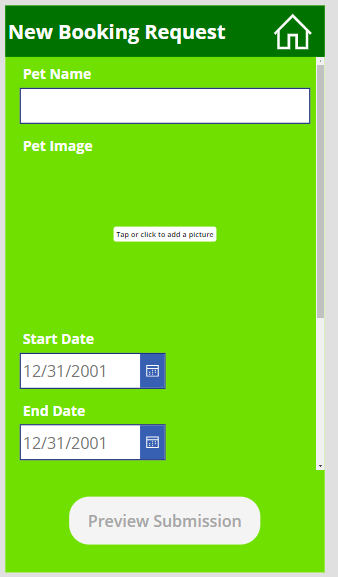 New Booking Request
Pet Name
Pet Image
Tap or click to add a picture
Start Date
12/31/2001
End Date
12/31/2001
Preview Submission